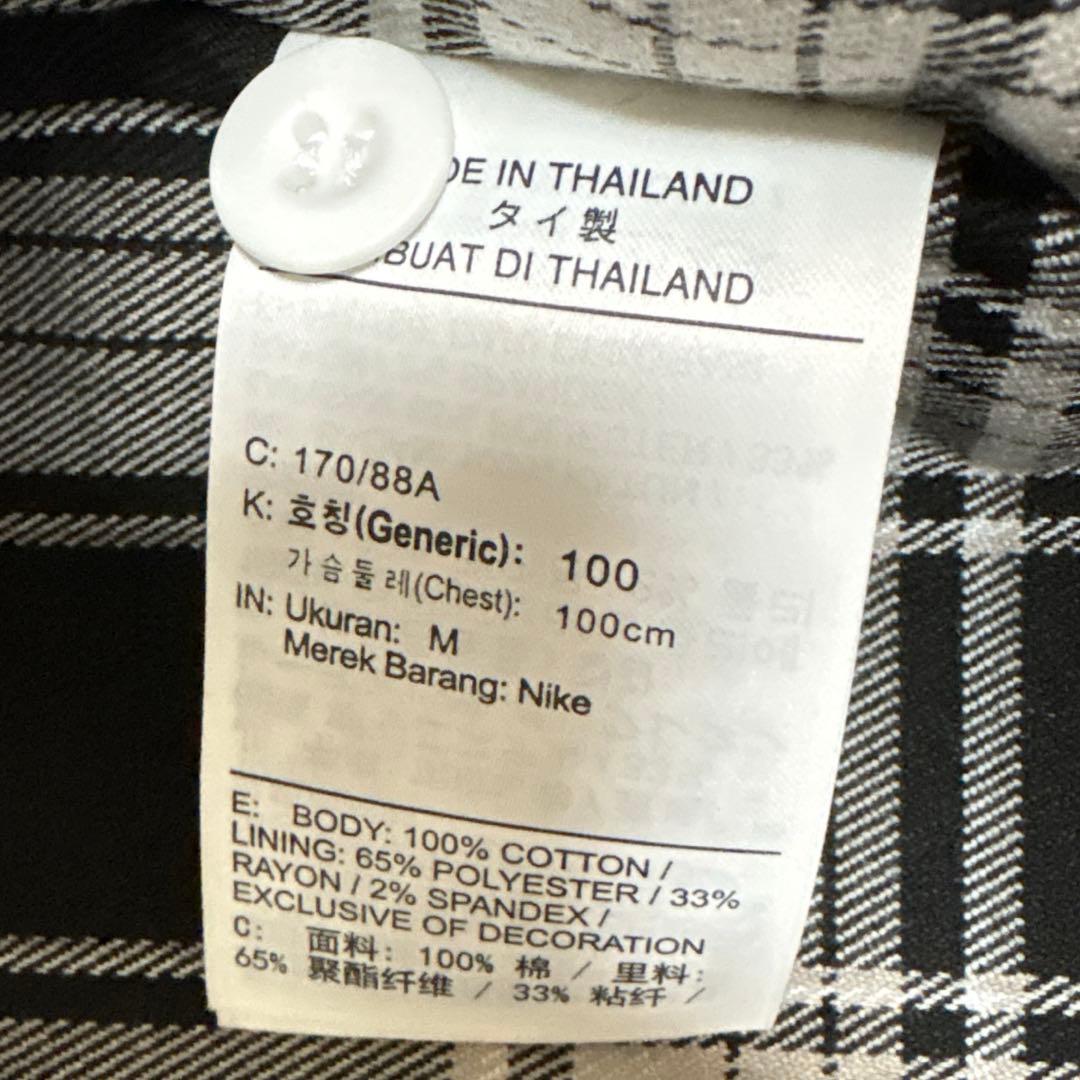 DE IN THAILAND
タイ製
BUAT DI THAILAND
C: 170/88A
K: 호칭(Generic): 100
가슴둘레(Chest): 100cm
IN: Ukuran: M
Merek Barang: Nike
E: BODY: 100% COTTON /
LINING: 65% POLYESTER / 33%
RAYON / 2% SPANDEX /
EXCLUSIVE OF DECORATION
C: 面料: 100% 棉 / 里料:
65% 聚酯纤维 / 33% 粘纤 /